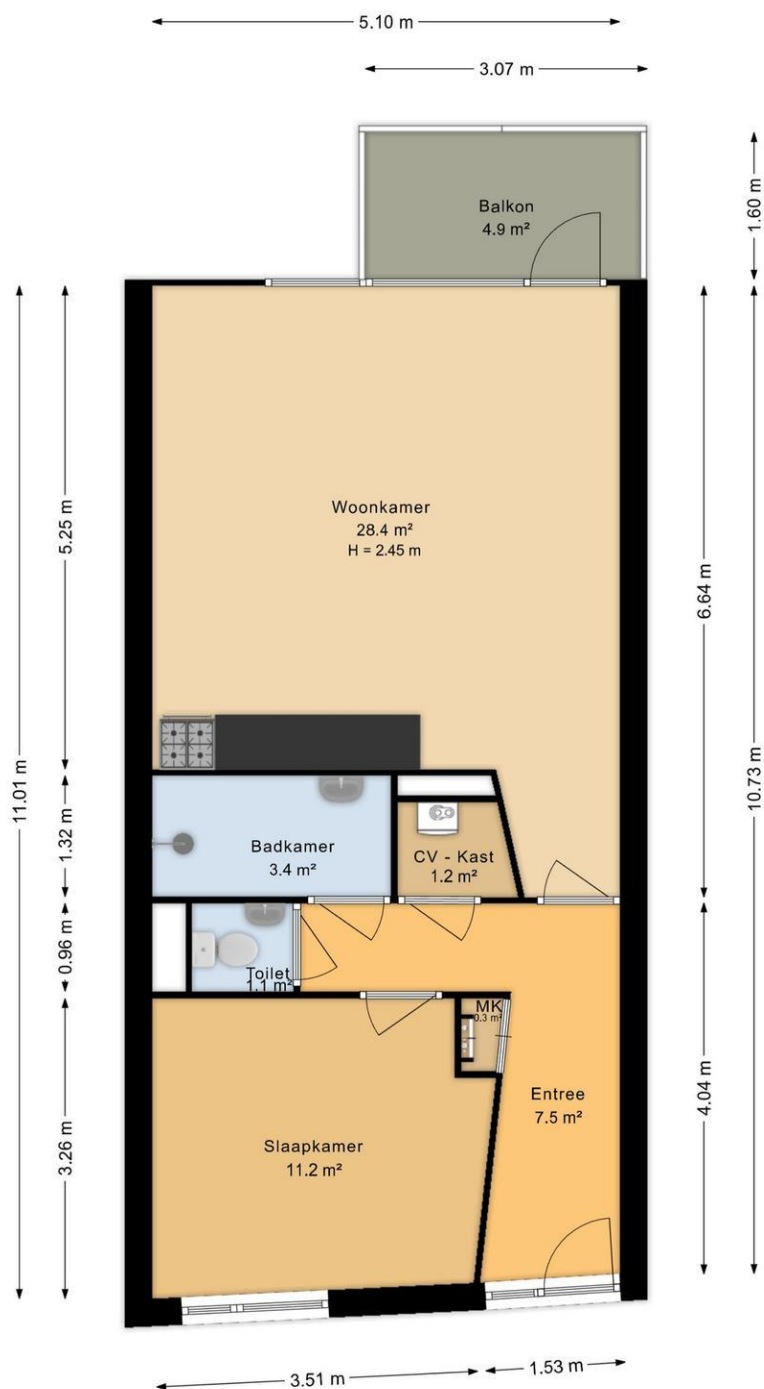 5.10 m
3.07 m
1.60 m
Balkon
4.9 m²
11.01 m
5.25 m
Woonkamer
28.4 m²
H = 2.45 m
6.64 m
10.73 m
1.32 m
Badkamer
3.4 m²
CV - Kast
1.2 m²
0.96 m
Toilet
1.1 m²
MK
0.3 m²
Entree
7.5 m²
4.04 m
3.26 m
Slaapkamer
11.2 m²
3.51 m
1.53 m